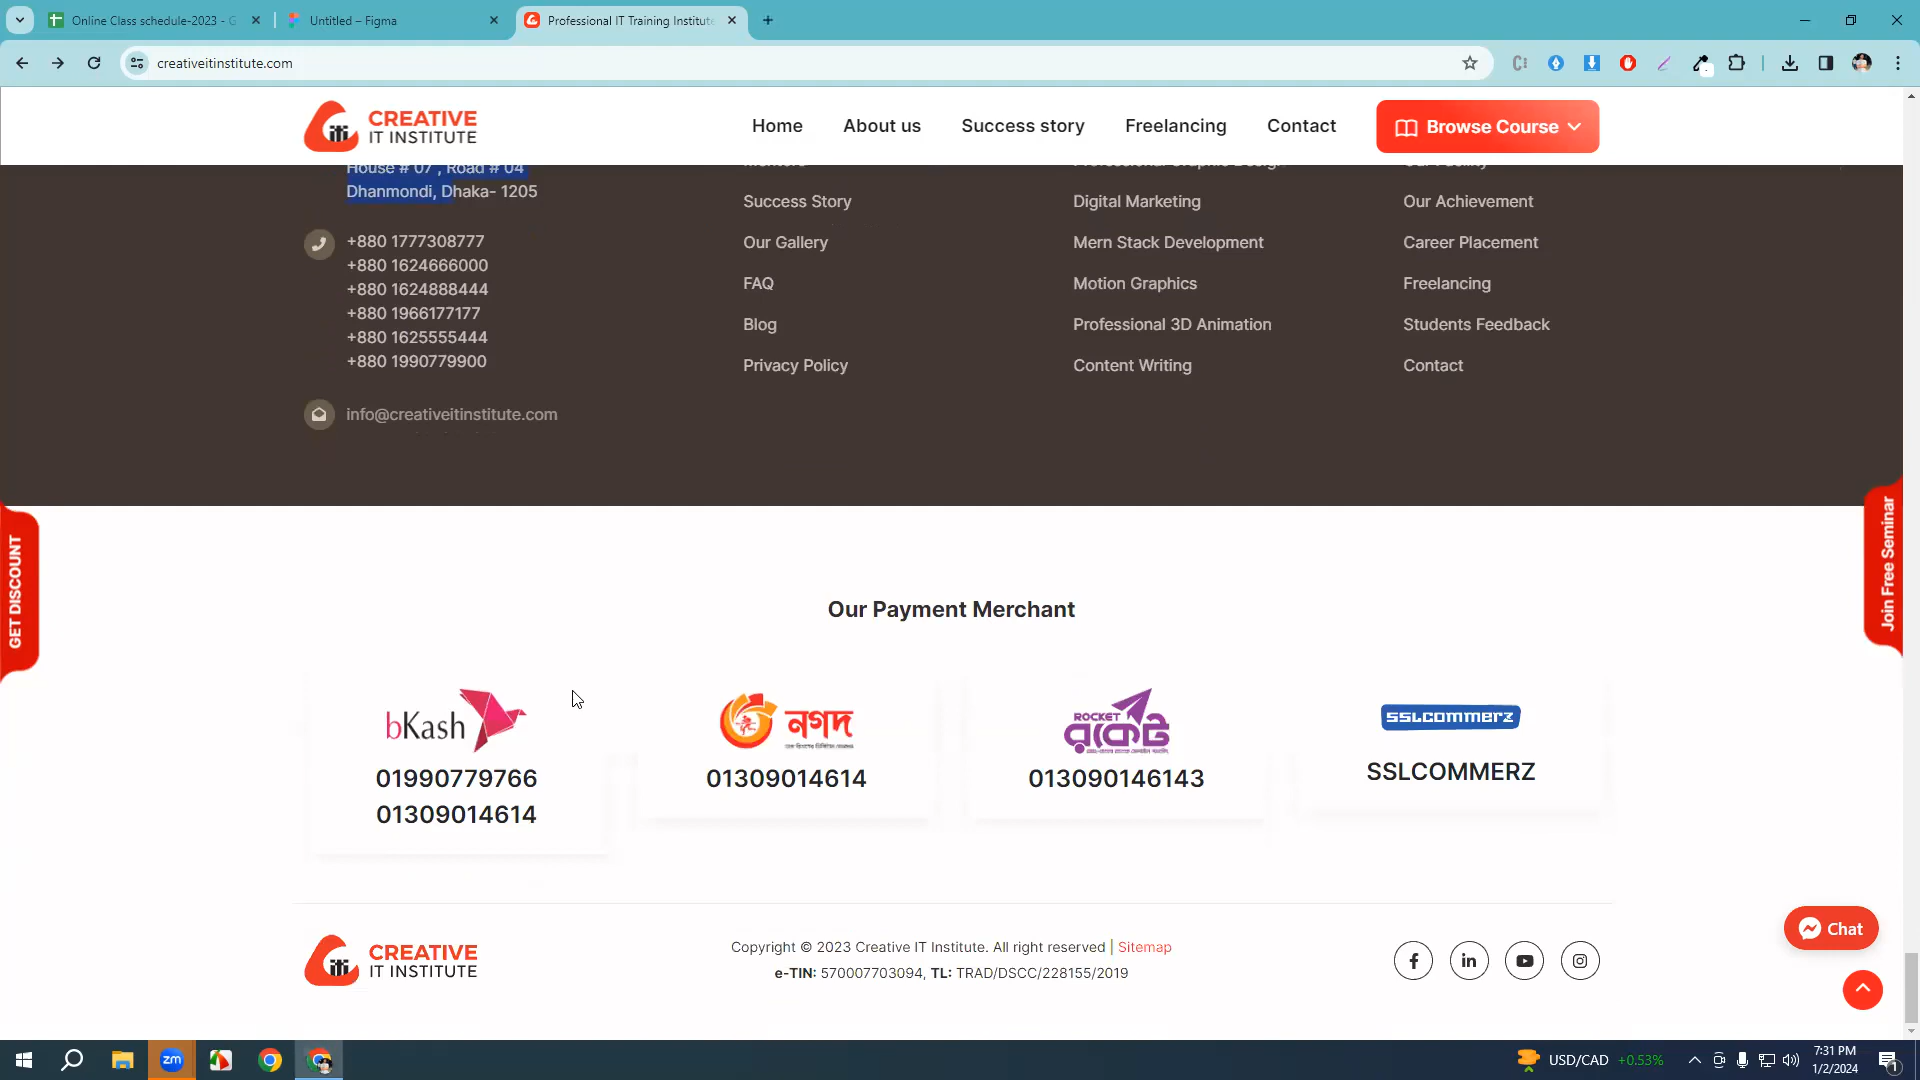 Online Class schedule-2023 - G
Untitled – Figma
Professional IT Training Institute
creativeitinstitute.com
CREATIVE
IT INSTITUTE
Home
About us
Success story
Freelancing
Contact
Browse Course
House # 07 , Road # 04
Dhanmondi, Dhaka- 1205
+880 1777308777
+880 1624666000
+880 1624888444
+880 1966177177
+880 1625555444
+880 1990779900
info@creativeitinstitute.com
Success Story
Our Gallery
FAQ
Blog
Privacy Policy
Professional Graphic Design
Digital Marketing
Mern Stack Development
Motion Graphics
Professional 3D Animation
Content Writing
Our Achievement
Career Placement
Freelancing
Students Feedback
Contact
GET DISCOUNT
Join Free Seminar
Our Payment Merchant
bKash
01990779766
01309014614
নগদ
01309014614
ROCKET
রকেট
013090146143
SSLCOMMERZ
SSLCOMMERZ
Chat
CREATIVE
IT INSTITUTE
Copyright © 2023 Creative IT Institute. All right reserved | Sitemap
e-TIN: 570007703094, TL: TRAD/DSCC/228155/2019
zm
USD/CAD +0.53%
7:31 PM
1/2/2024
1